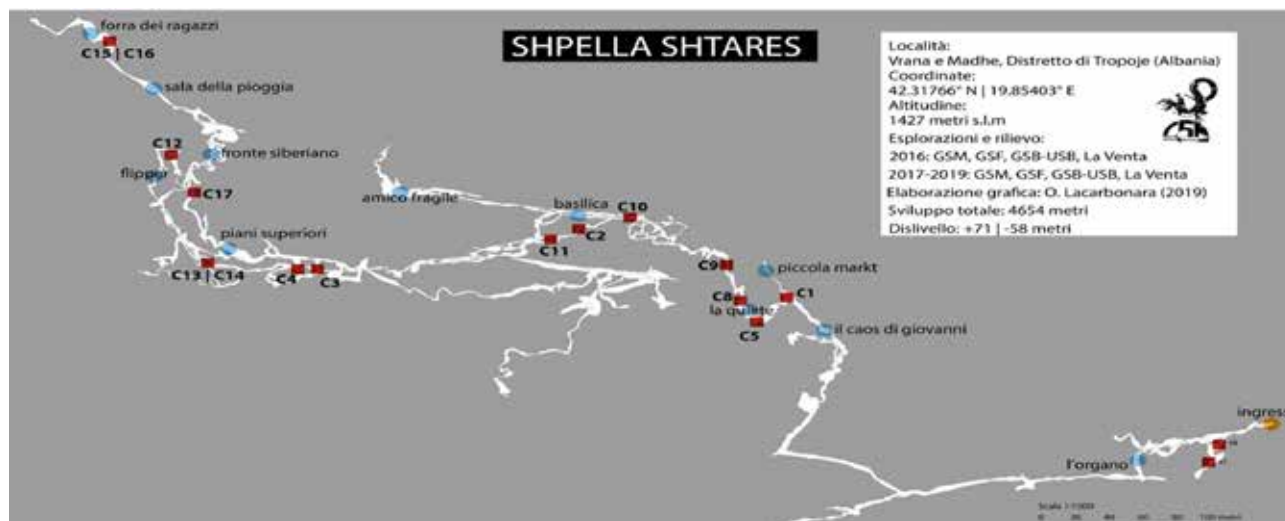 SHPELLA SHTARES
Località:
Vrana e Madhe, Distretto di Tropoje (Albania)
Coordinate:
42.31766° N | 19.85403° E
Altitudine:
1427 metri s.l.m
Esplorazioni e rilievo:
2016: GSM, GSF, GSB-USB, La Venta
2017-2019: GSM, GSF, GSB-USB, La Venta
Elaborazione grafica: O. Lacarbonara (2019)
Sviluppo totale: 4654 metri
Dislivello: +71 | -58 metri
forra dei ragazzi
C15 | C16
sala della pioggia
C12
fronte siberiano
flipper
C17
amico fragile
basilica
C10
C2
C11
piani superiori
C13 | C14
C4
C3
C9
piccola markt
C8
C1
C5
il caos di giovanni
ingress
l'organo